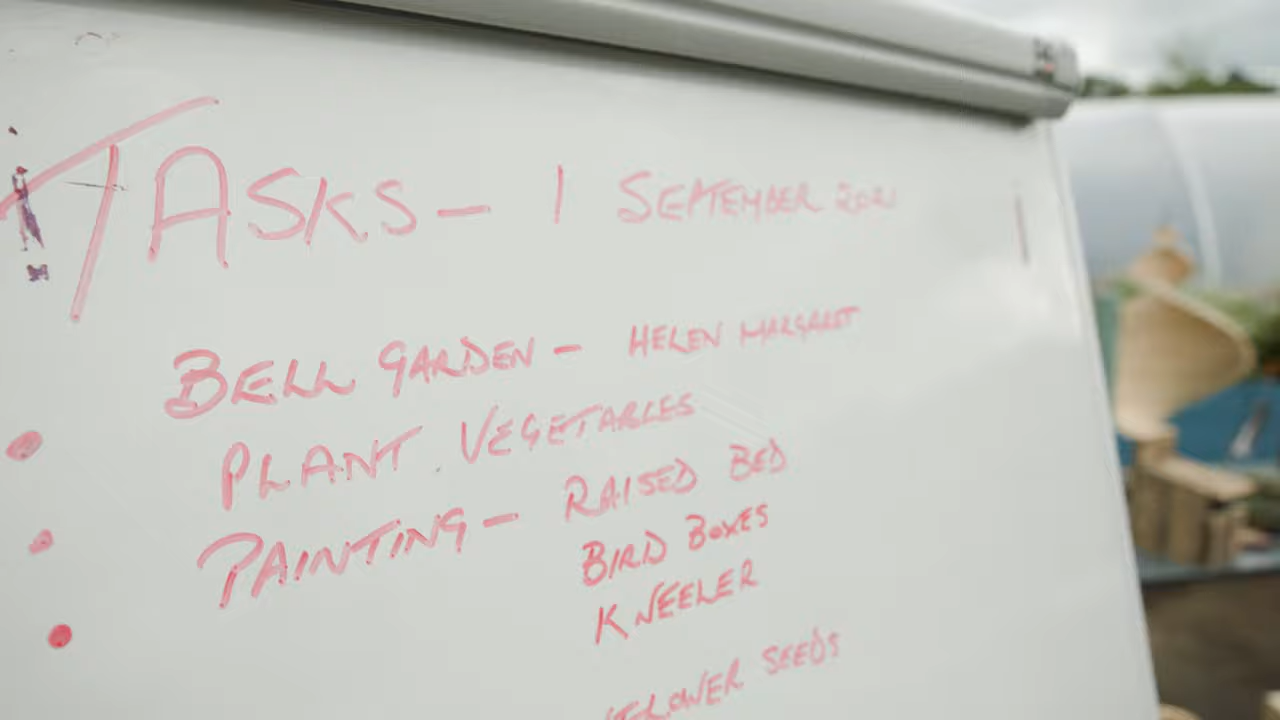 TASKS – 1 SEPTEMBER 2021
BELL GARDEN – HELEN MARGARET
PLANT VEGETABLES
PAINTING – RAISED BED
BIRD BOXES
KNEELER
SEEDS